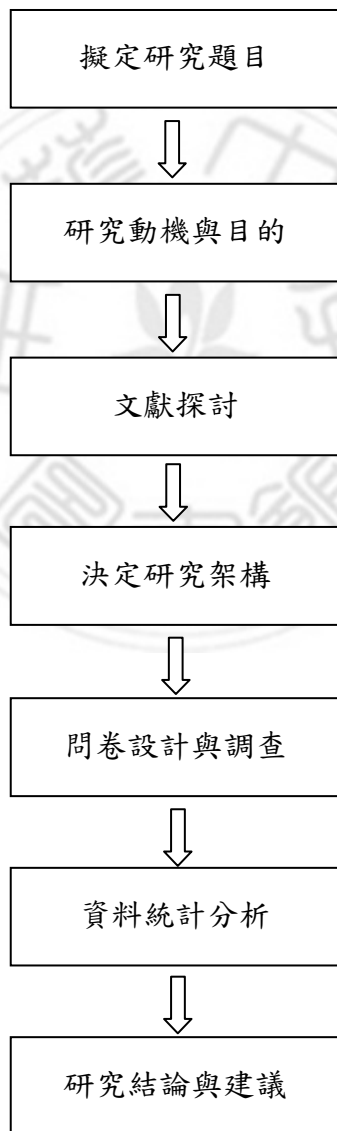 擬定研究題目
研究動機與目的
文獻探討
決定研究架構
問卷設計與調查
資料統計分析
研究結論與建議